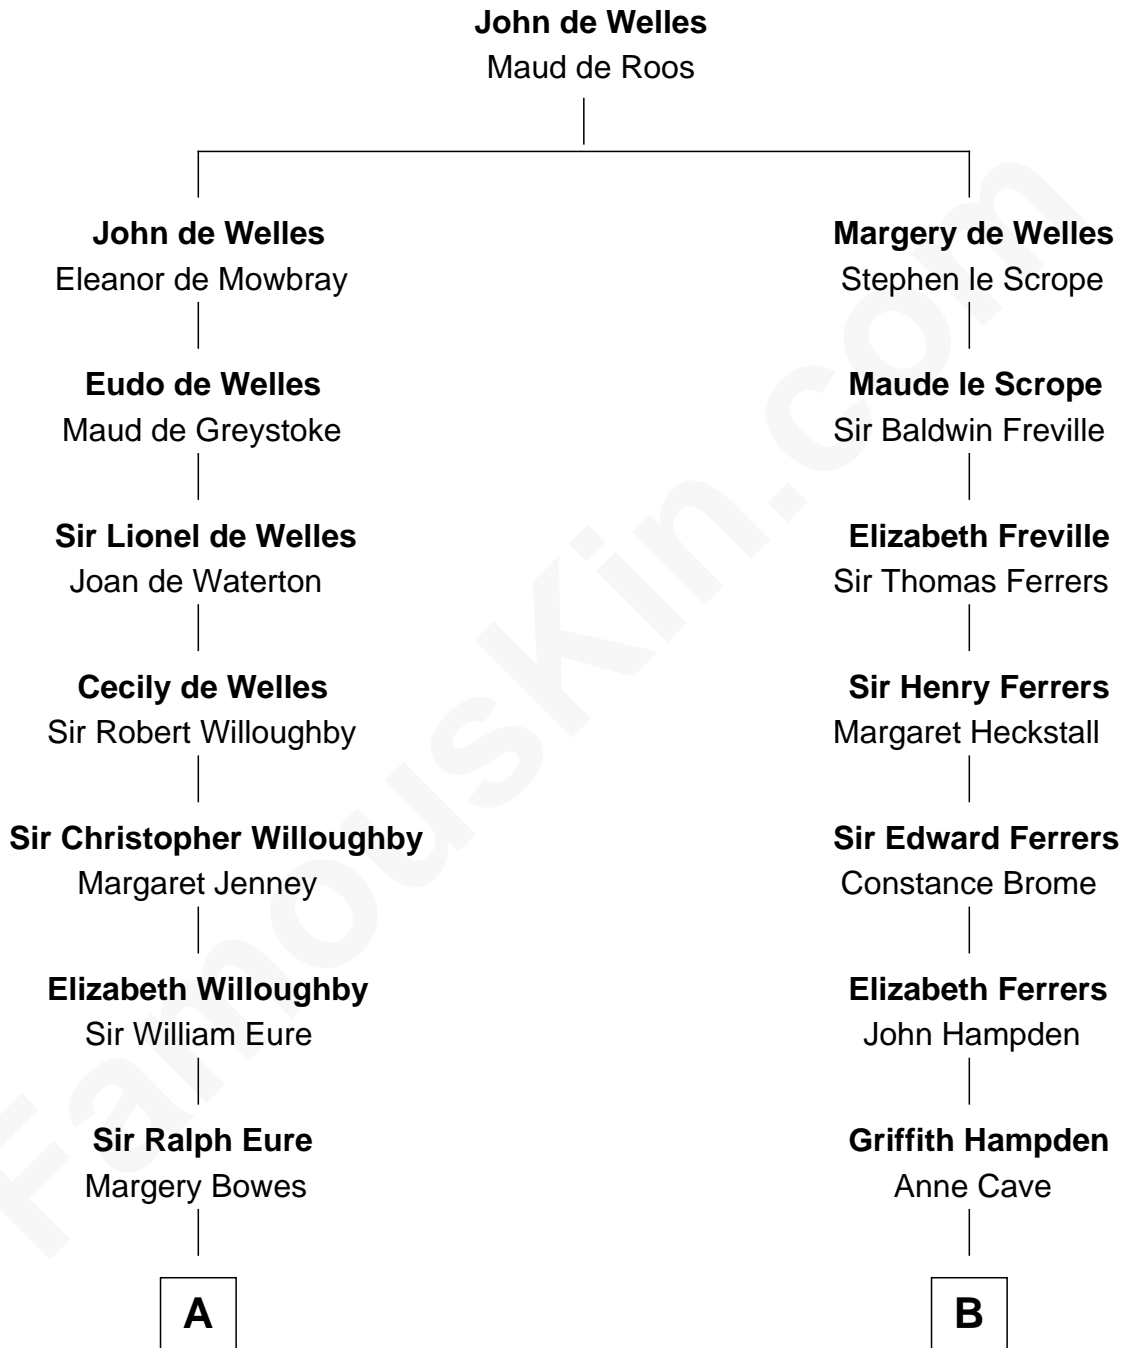 John de Welles
Maud de Roos
John de Welles
Eleanor de Mowbray
Eudo de Welles
Maud de Greystoke
Sir Lionel de Welles
Joan de Waterton
Cecily de Welles
Sir Robert Willoughby
Sir Christopher Willoughby
Margaret Jenney
Elizabeth Willoughby
Sir William Eure
Sir Ralph Eure
Margery Bowes
A
Margery de Welles
Stephen le Scrope
Maude le Scrope
Sir Baldwin Freville
Elizabeth Freville
Sir Thomas Ferrers
Sir Henry Ferrers
Margaret Heckstall
Sir Edward Ferrers
Constance Brome
Elizabeth Ferrers
John Hampden
Griffith Hampden
Anne Cave
B
FamousKin.com